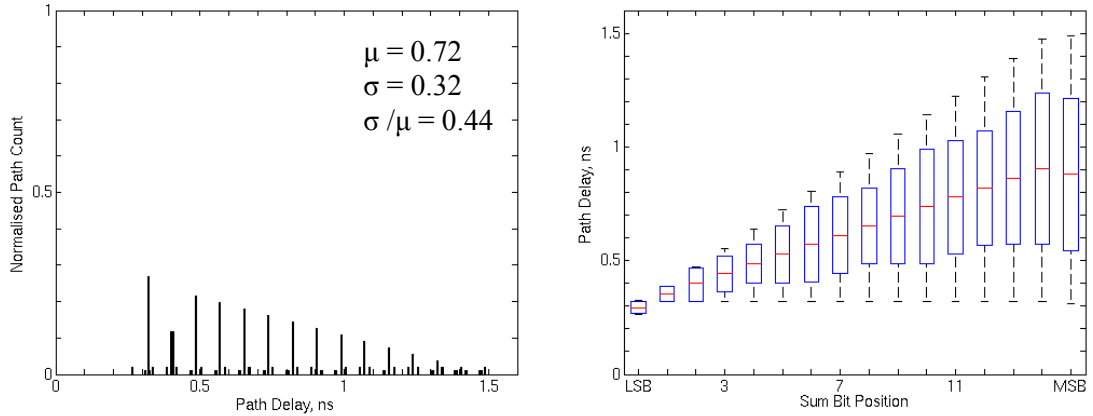 1
0.5
0
0
0.5
1
1.5
Normalised Path Count
Path Delay, ns
μ = 0.72
σ = 0.32
σ /μ = 0.44
1.5
1
0.5
0
LSB
3
7
11
MSB
Path Delay, ns
Sum Bit Position